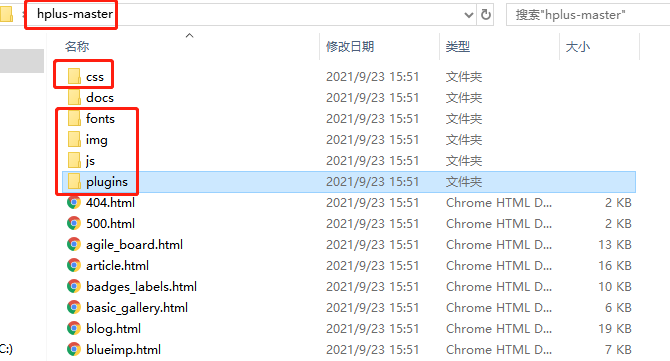 hplus-master
搜索"hplus-master"
名称 修改日期 类型 大小
css 2021/9/23 15:51 文件夹
docs 2021/9/23 15:51 文件夹
fonts 2021/9/23 15:51 文件夹
img 2021/9/23 15:51 文件夹
js 2021/9/23 15:51 文件夹
plugins 2021/9/23 15:51 文件夹
404.html 2021/9/23 15:51 Chrome HTML D... 2 KB
500.html 2021/9/23 15:51 Chrome HTML D... 2 KB
agile_board.html 2021/9/23 15:51 Chrome HTML D... 13 KB
article.html 2021/9/23 15:51 Chrome HTML D... 16 KB
badges_labels.html 2021/9/23 15:51 Chrome HTML D... 10 KB
basic_gallery.html 2021/9/23 15:51 Chrome HTML D... 6 KB
blog.html 2021/9/23 15:51 Chrome HTML D... 19 KB
C:) blueimp.html 2021/9/23 15:51 Chrome HTML D... 7 KB